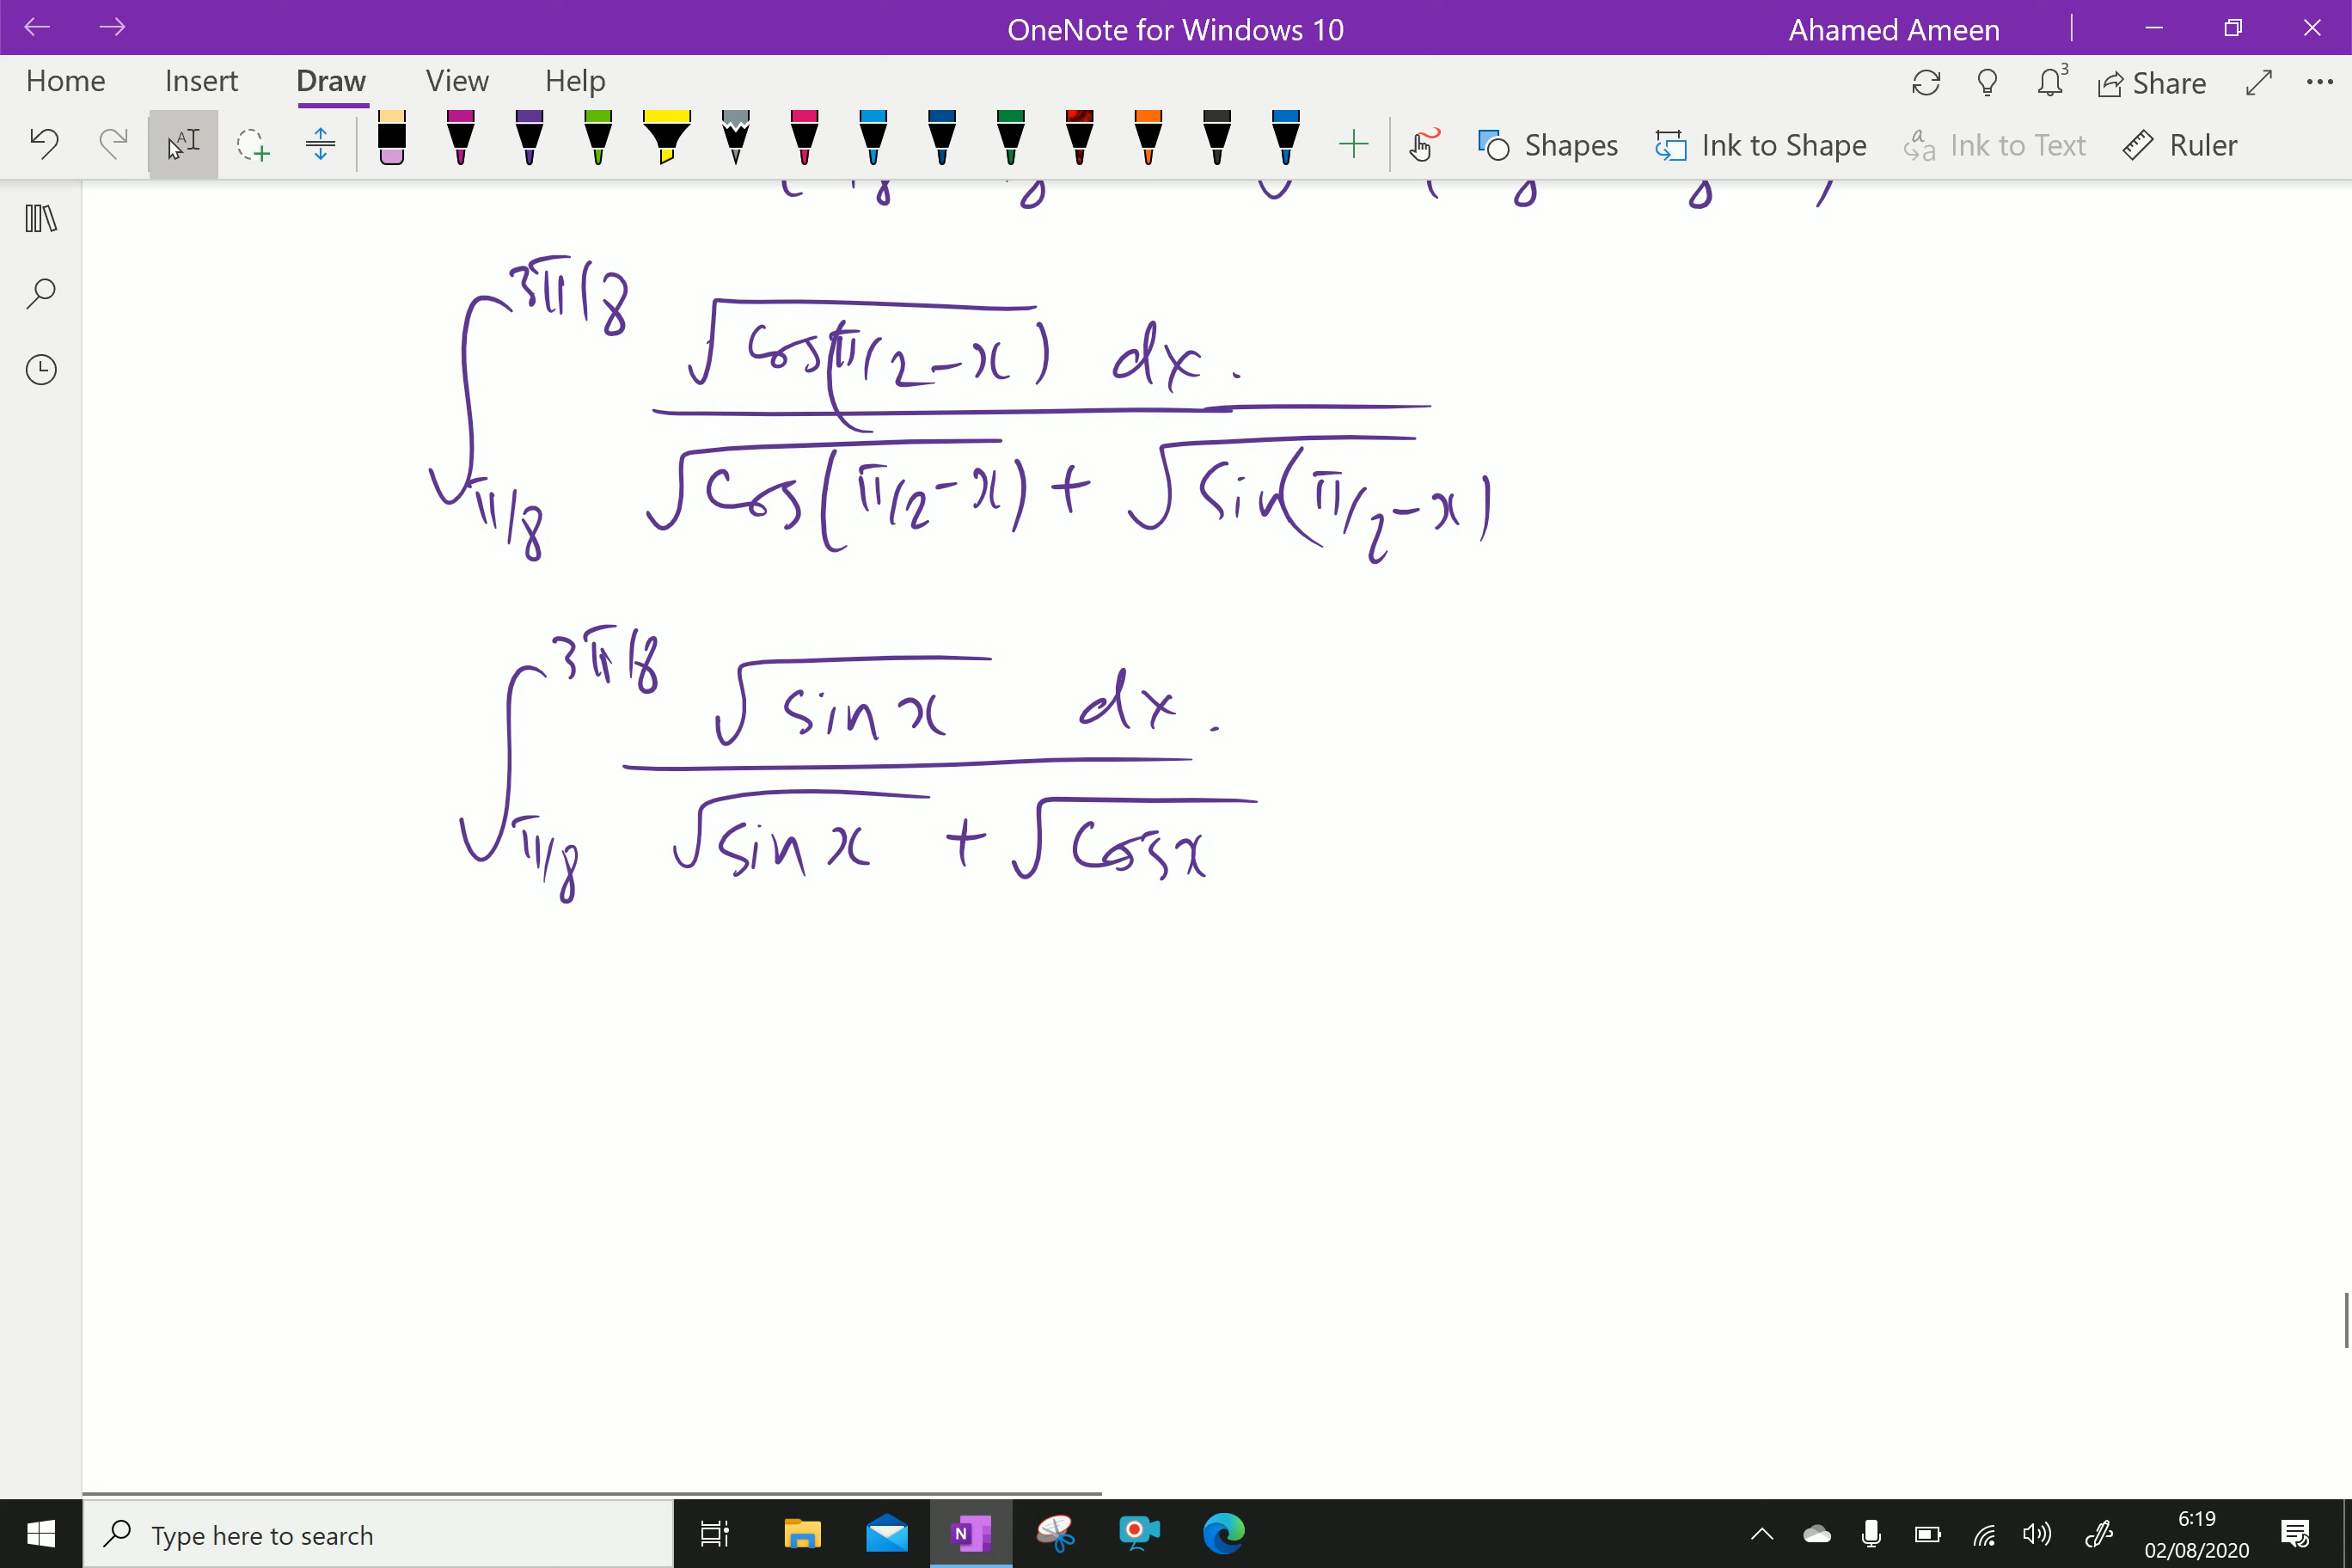 OneNote for Windows 10 Ahamed Ameen
Home Insert Draw View Help 3 Share
Shapes Ink to Shape Ink to Text Ruler
∫_{π/8}^{3π/8} √cos(π/2-x) dx. / √cos(π/2-x) + √sin(π/2-x)
∫_{π/8}^{3π/8} √sin x dx. / √sin x + √cos x
Type here to search
6:19
02/08/2020